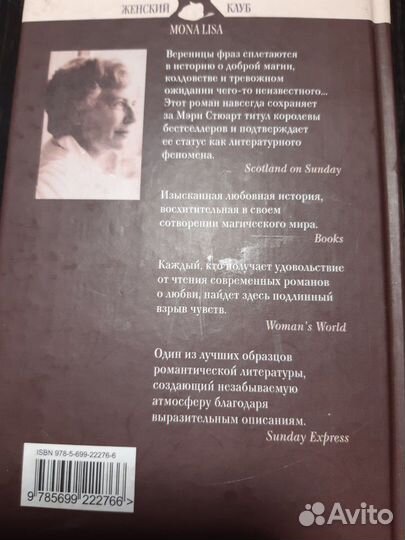 ЖЕНСКИЙ КЛУБ
MONA LISA
Вереницы фраз сплетаются
в историю о доброй магии,
колдовстве и тревожном
ожидании чего-то неизвестного...
Этот роман навсегда сохраняет
за Мэри Стюарт титул королевы
бестселлеров и подтверждает
ее статус как литературного
феномена.
Scotland on Sunday
Изысканная любовная история,
восхитительная в своем
сотворении магического мира.
Books
Каждый, кто получает удовольствие
от чтения современных романов
о любви, найдет здесь подлинный
взрыв чувств.
Woman's World
Один из лучших образцов
романтической литературы,
создающий незабываемую
атмосферу благодаря
выразительным описаниям.
Sunday Express
ISBN 978-5-699-22276-6
9 785699 222766 >
Avito